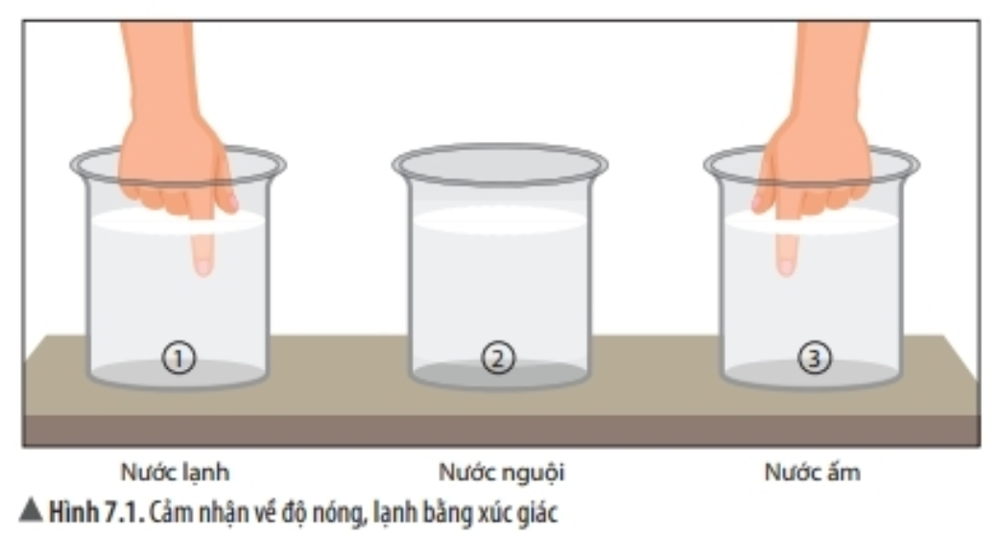 1
2
3
Nước lạnh
Nước nguội
Nước ấm
▲ Hình 7.1. Cảm nhận về độ nóng, lạnh bằng xúc giác